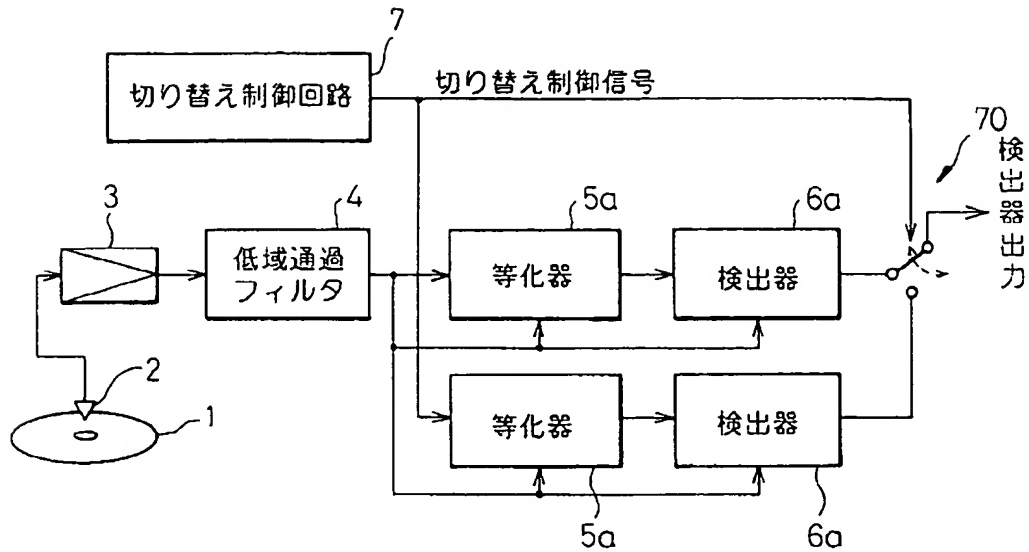 7
切り替え制御回路
切り替え制御信号
70
検出器出力
3
4
低域通過
フィルタ
5a
等化器
6a
検出器
2
1
等化器
5a
検出器
6a